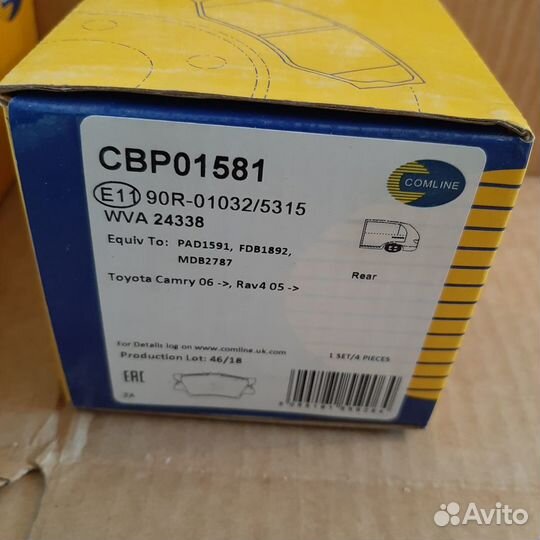 CBP01581
COMLINE
E11 90R-01032/5315
WVA 24338
Equiv To: PAD1591, FDB1892,
MDB2787
Rear
Toyota Camry 06 ->, Rav4 05 ->
For Details log on www.comline.uk.com
Production Lot: 46/18
1 SET/4 PIECES
EAC
ZA
Avito